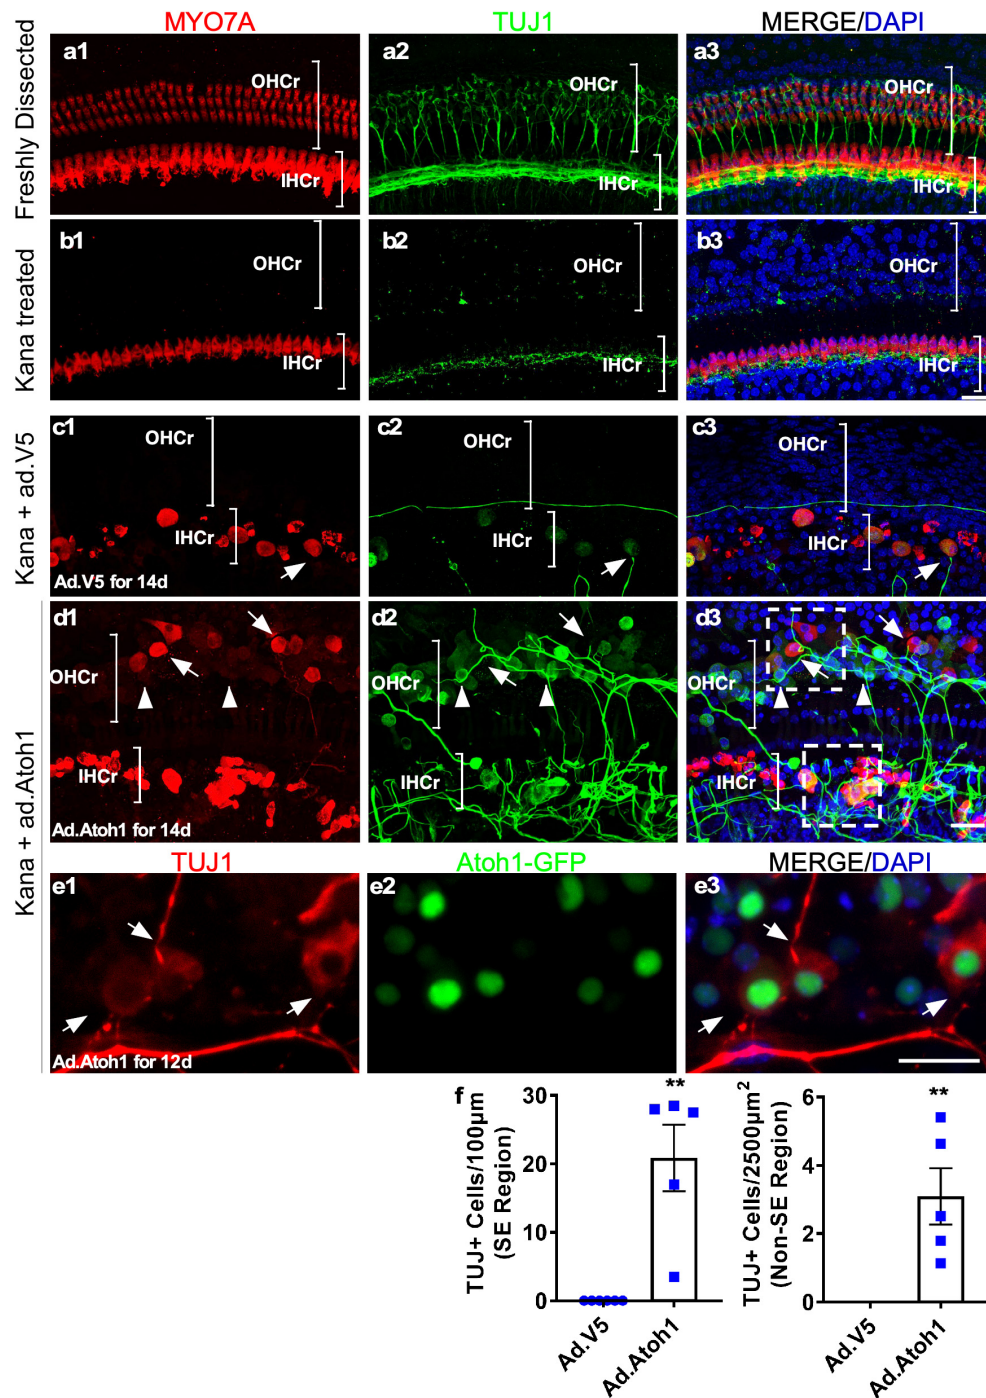 MYO7A TUJ1 MERGE/DAPI
Freshly Dissected
a1 a2 a3
OHCr OHCr OHCr
IHCr IHCr IHCr
Kana treated
b1 b2 b3
OHCr OHCr OHCr
IHCr IHCr IHCr
Kana + ad.V5
c1 c2 c3
OHCr OHCr OHCr
IHCr IHCr IHCr
Ad.V5 for 14d
Kana + ad.Atoh1
d1 d2 d3
OHCr OHCr OHCr
IHCr IHCr IHCr
Ad.Atoh1 for 14d
TUJ1 Atoh1-GFP MERGE/DAPI
e1 e2 e3
Ad.Atoh1 for 12d
f
TUJ+ Cells/100µm
(SE Region)
30
20
10
0
**
Ad.V5
Ad.Atoh1
TUJ+ Cells/2500µm²
(Non-SE Region)
6
4
2
0
**
Ad.V5
Ad.Atoh1